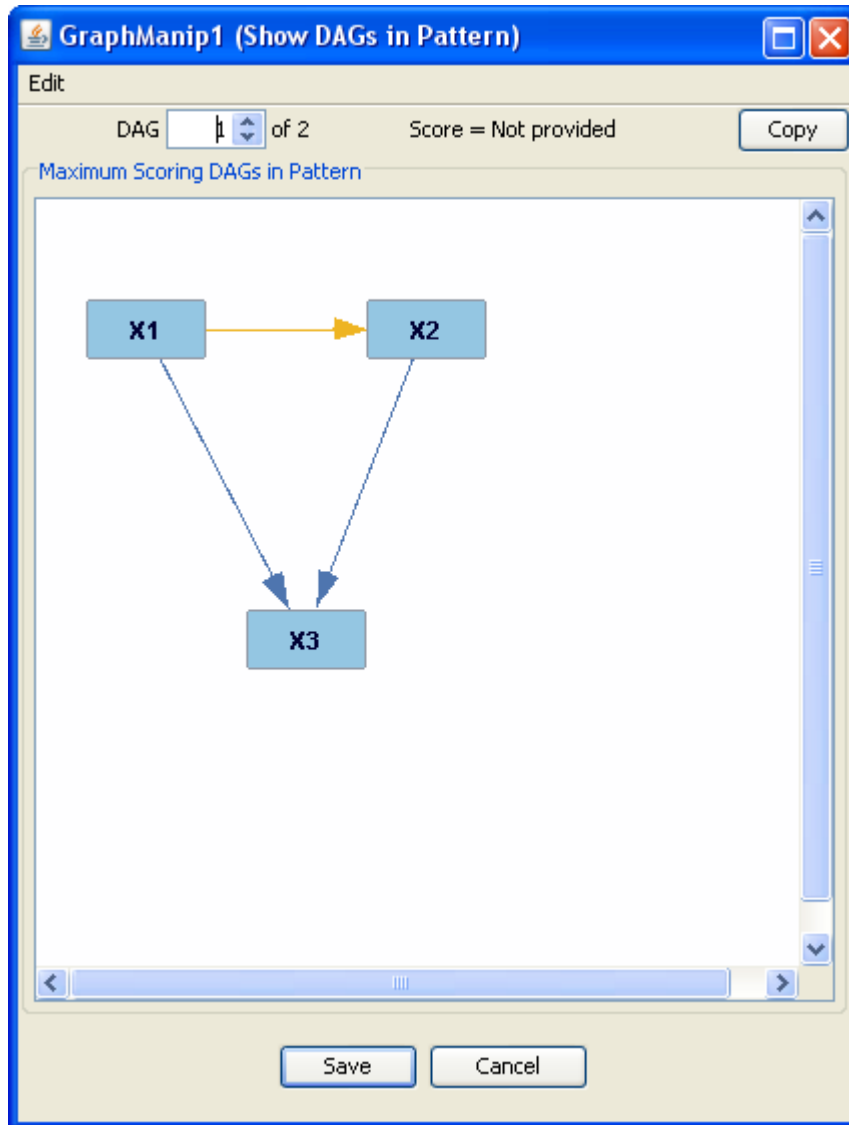 GraphManip1 (Show DAGs in Pattern)
Edit
DAG 1 of 2 Score = Not provided Copy
Maximum Scoring DAGs in Pattern
X1 X2
X3
Save Cancel